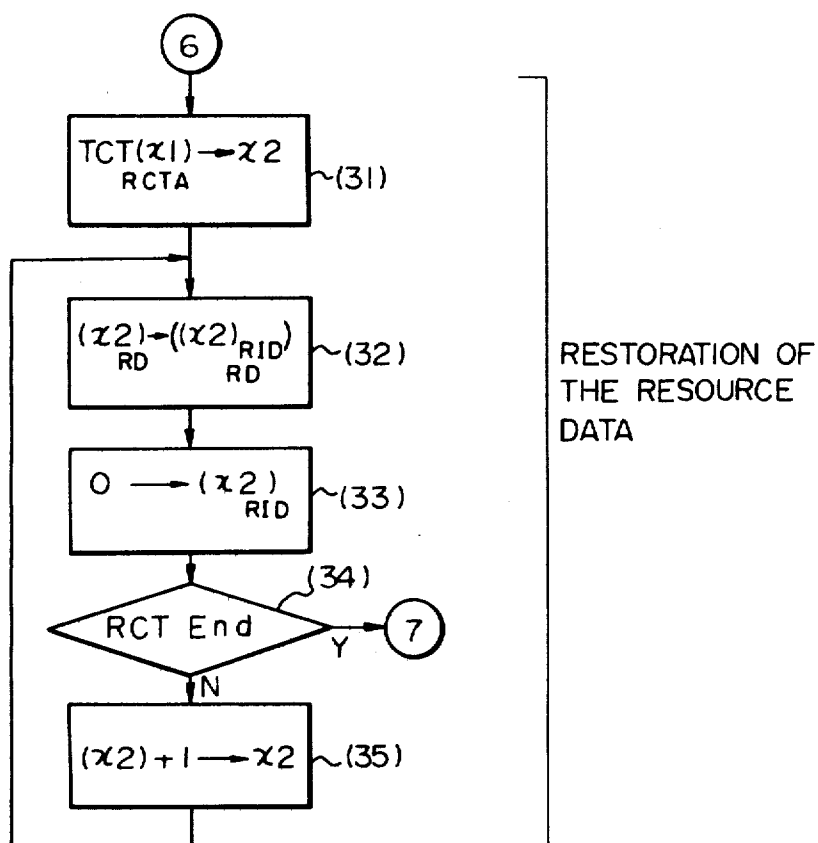 6
TCT(x1)→x2
RCTA
(31)
(x2)→((x2)RID)
RD RD
(32)
RESTORATION OF
THE RESOURCE
DATA
0 → (x2)
RID
(33)
(34)
RCT End
Y
7
N
(x2)+1→x2
(35)